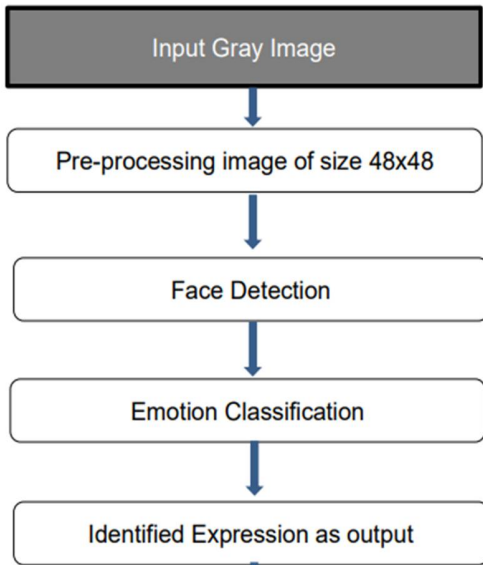 Input Gray Image
Pre-processing image of size 48x48
Face Detection
Emotion Classification
Identified Expression as output